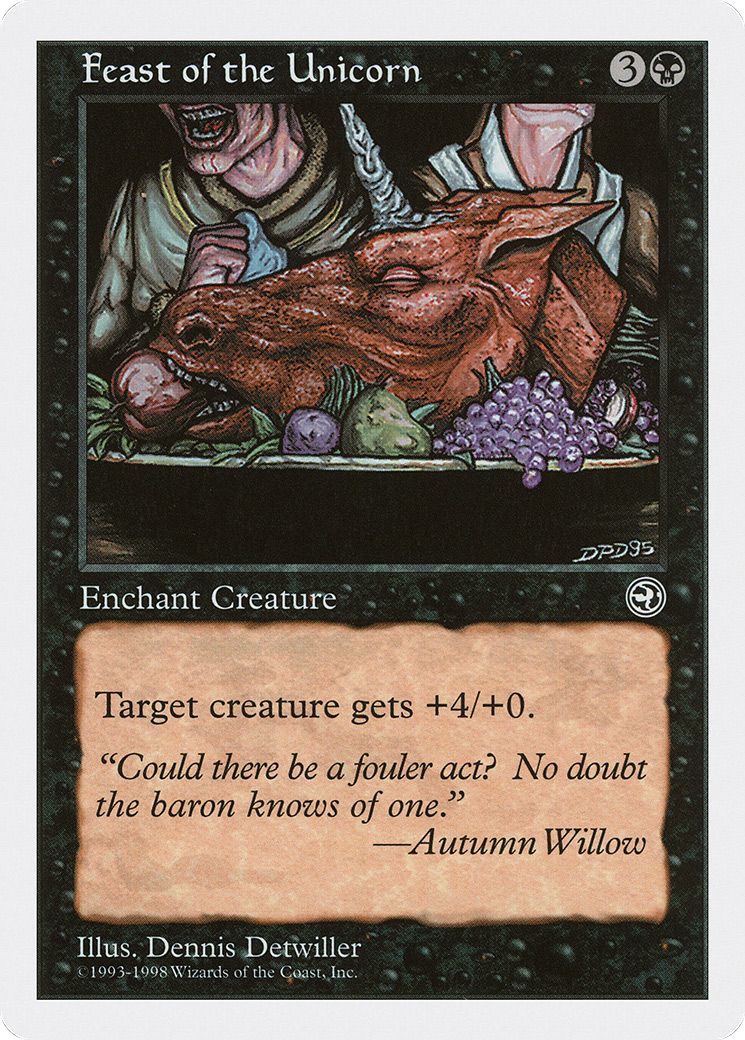 Feast of the Unicorn 3
DPD95
Enchant Creature
Target creature gets +4/+0.
“Could there be a fouler act?  No doubt
the baron knows of one.”
—Autumn Willow
Illus. Dennis Detwiller
©1993-1998 Wizards of the Coast, Inc.